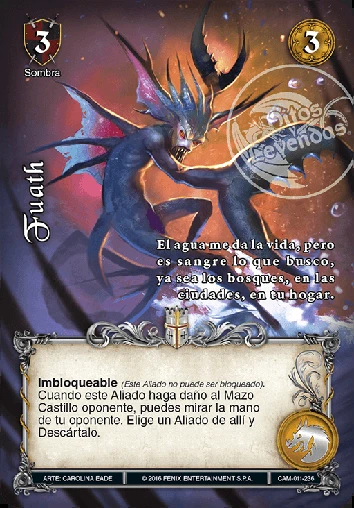 3
3
Sombra
Mitos
y
Leyendas
Fuath
El agua me da la vida, pero
es sangre lo que busco,
ya sea los bosques, en las
ciudades, en tu hogar.
Imbloqueable (Este Aliado no puede ser bloqueado).
Cuando este Aliado haga daño al Mazo
Castillo oponente, puedes mirar la mano
de tu oponente. Elige un Aliado de allí y
Descártalo.
ARTE: CAROLINA EADE © 2016 FENIX ENTERTAINMENT S.P.A. CAM-011-236